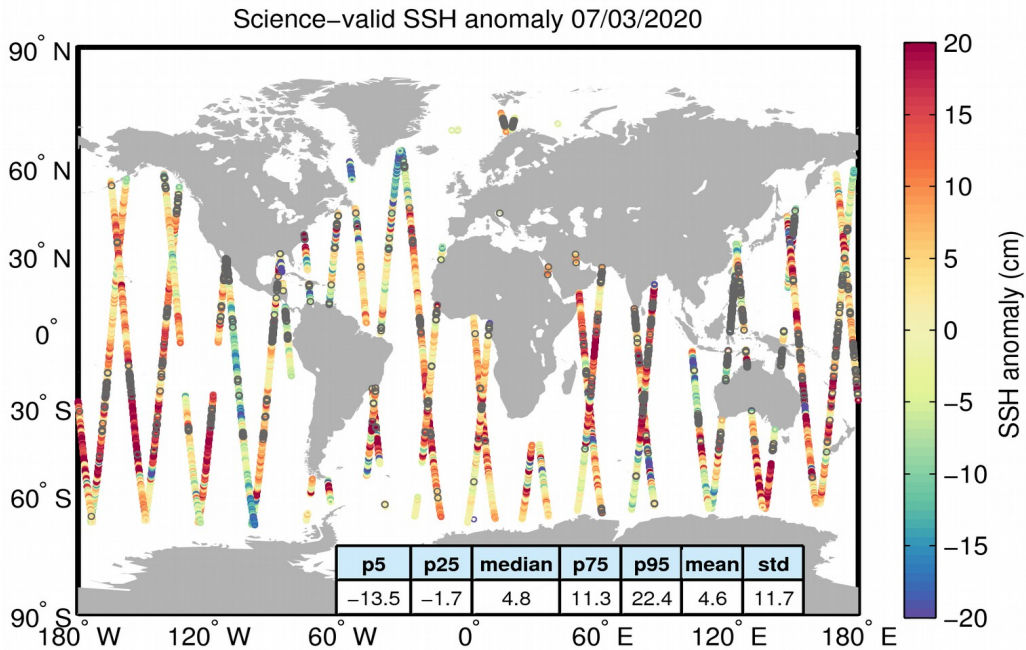 Science−valid SSH anomaly 07/03/2020
90° N
60° N
30° N
0°
30° S
60° S
90° S
180° W
120° W
60° W
0°
60° E
120° E
180° E
p5 p25 median p75 p95 mean std
−13.5 −1.7 4.8 11.3 22.4 4.6 11.7
20
15
10
5
0
−5
−10
−15
−20
SSH anomaly (cm)